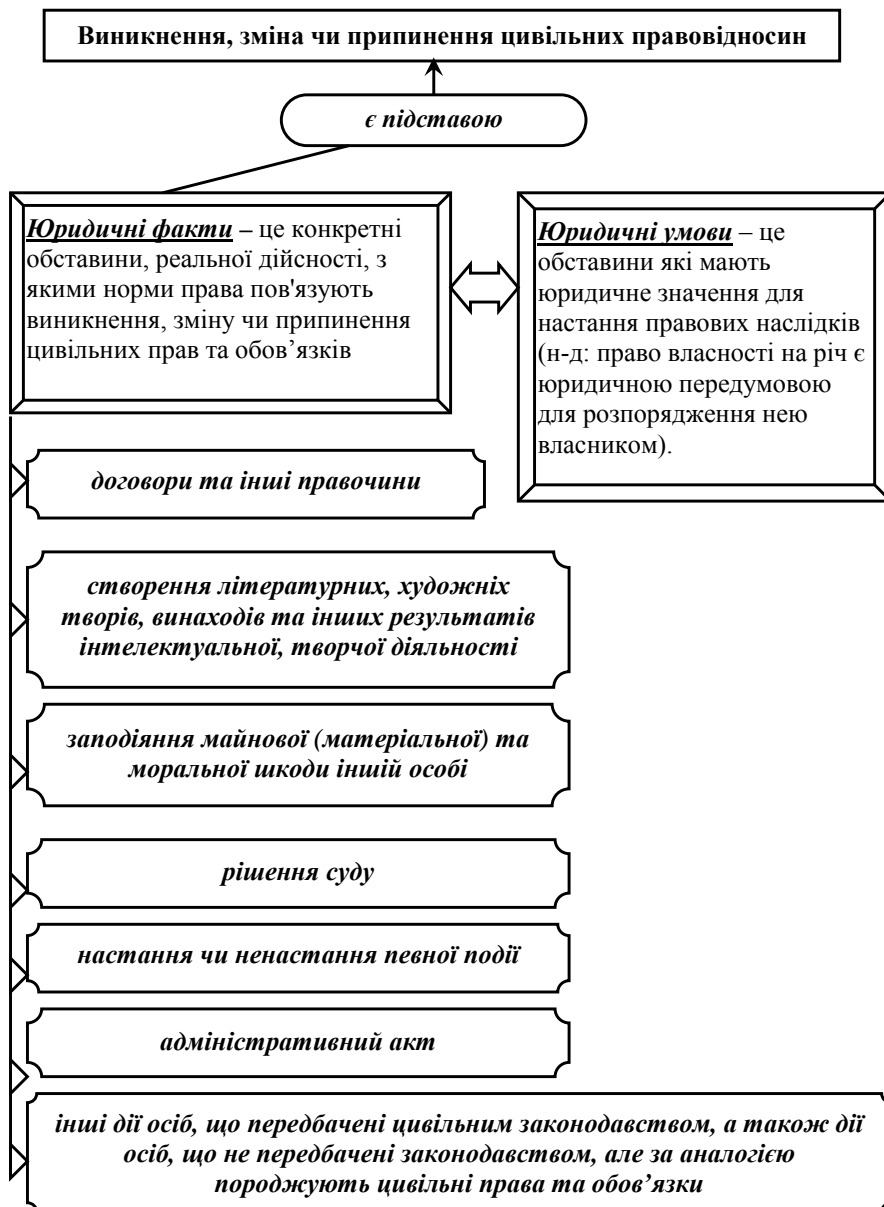 Виникнення, зміна чи припинення цивільних правовідносин
є підставою
Юридичні факти – це конкретні
обставини, реальної дійсності, з
якими норми права пов'язують
виникнення, зміну чи припинення
цивільних прав та обов’язків
Юридичні умови – це
обставини які мають
юридичне значення для
настання правових наслідків
(н-д: право власності на річ є
юридичною передумовою
для розпорядження нею
власником).
договори та інші правочини
створення літературних, художніх
творів, винаходів та інших результатів
інтелектуальної, творчої діяльності
заподіяння майнової (матеріальної) та
моральної шкоди іншій особі
рішення суду
настання чи ненастання певної події
адміністративний акт
інші дії осіб, що передбачені цивільним законодавством, а також дії
осіб, що не передбачені законодавством, але за аналогією
породжують цивільні права та обов’язки